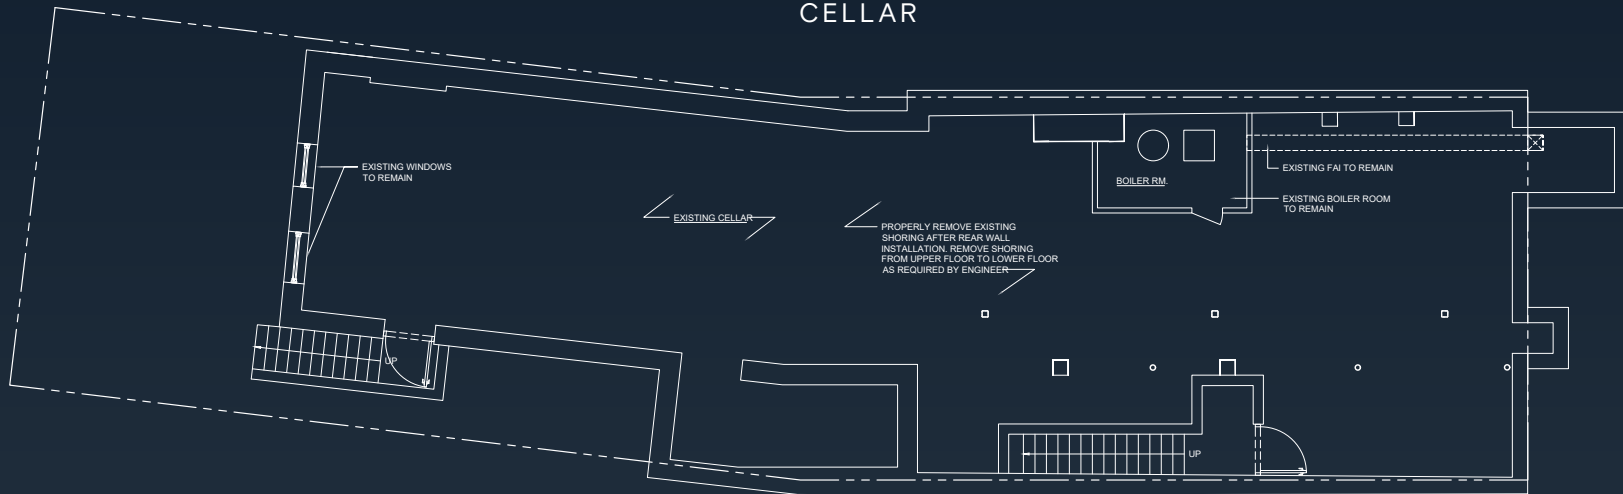 CELLAR
EXISTING WINDOWS
TO REMAIN
EXISTING CELLAR
PROPERLY REMOVE EXISTING
SHORING AFTER REAR WALL
INSTALLATION. REMOVE SHORING
FROM UPPER FLOOR TO LOWER FLOOR
AS REQUIRED BY ENGINEER
BOILER RM.
EXISTING FAI TO REMAIN
EXISTING BOILER ROOM
TO REMAIN
UP
UP